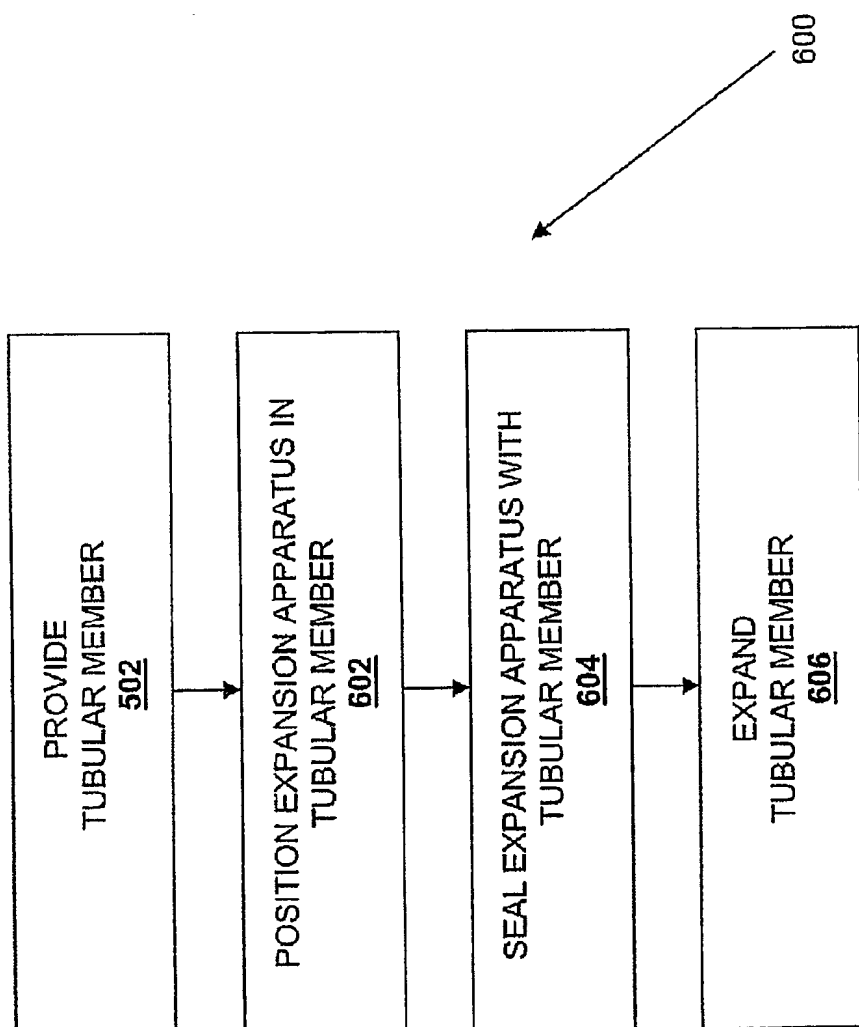 PROVIDE
TUBULAR MEMBER
502
POSITION EXPANSION APPARATUS IN
TUBULAR MEMBER
602
SEAL EXPANSION APPARATUS WITH
TUBULAR MEMBER
604
EXPAND
TUBULAR MEMBER
606
600